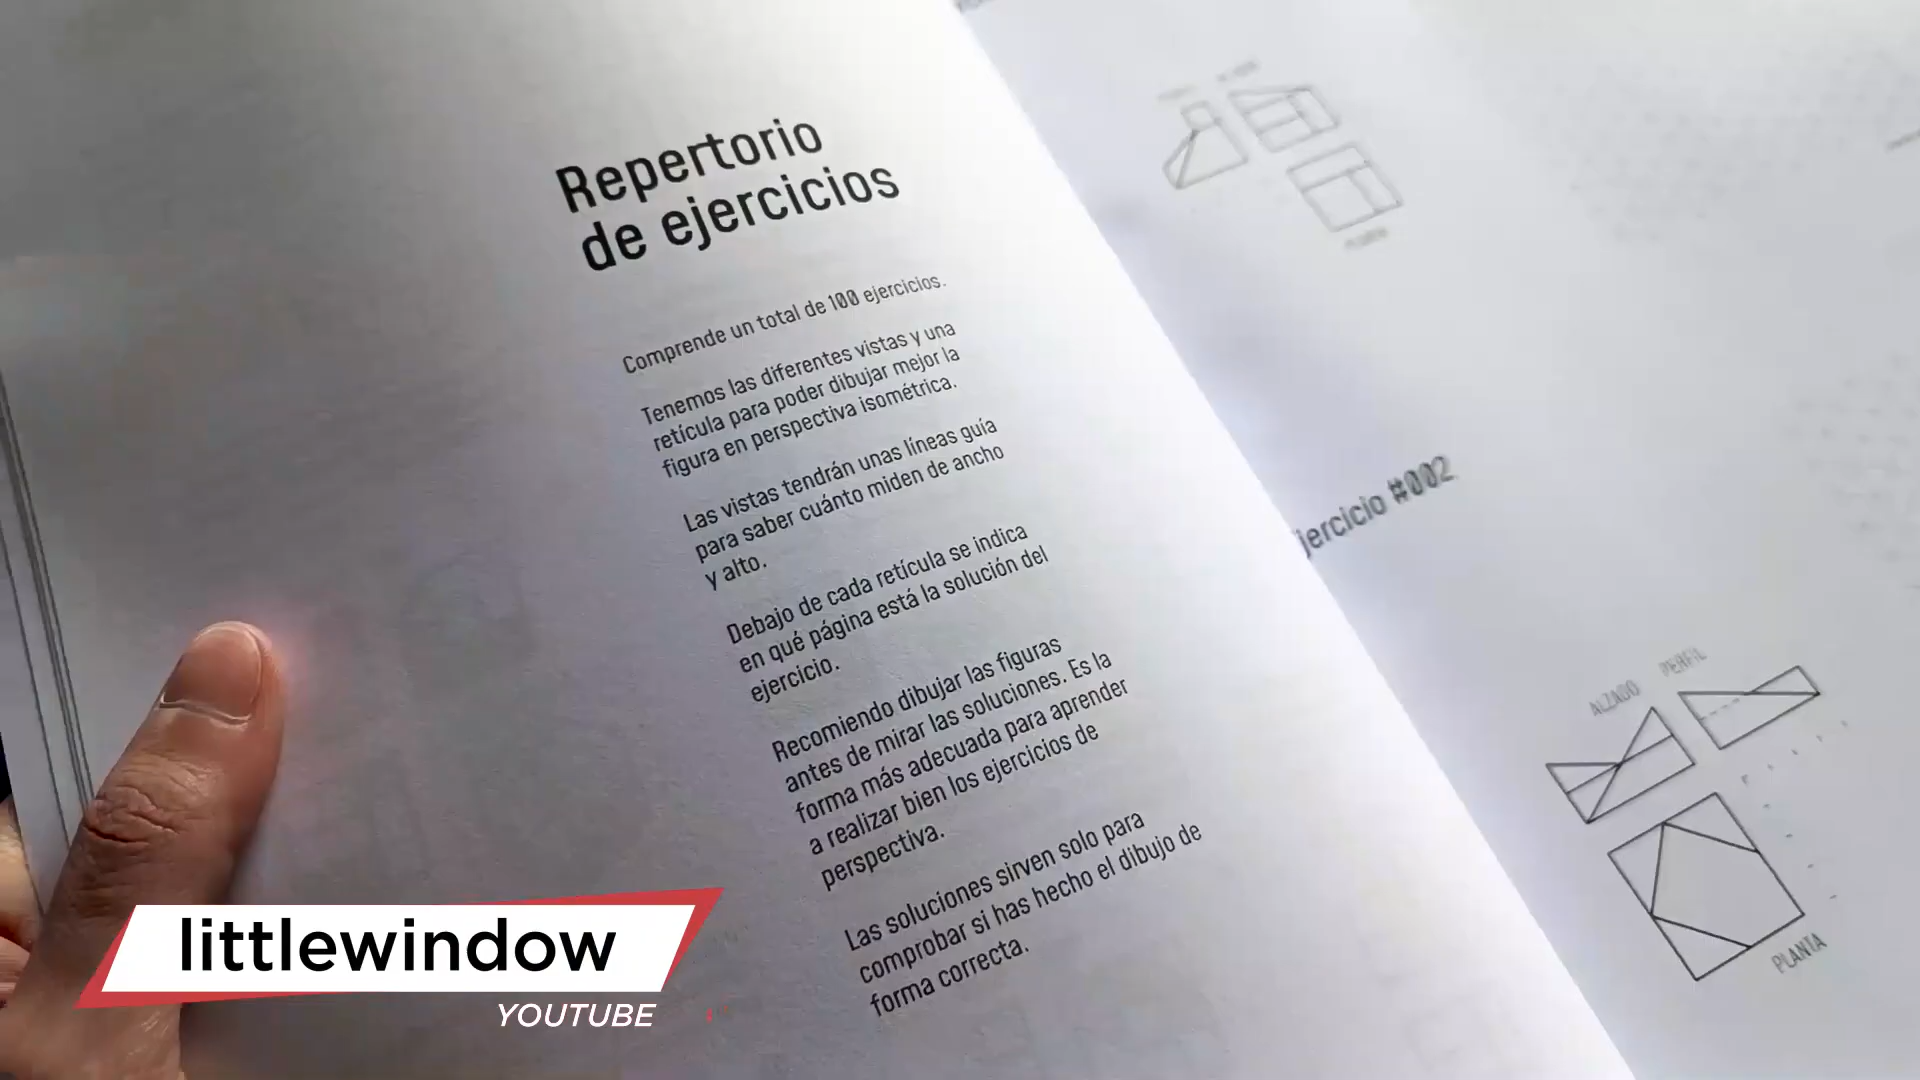 Repertorio
de ejercicios
Comprende un total de 100 ejercicios.
Tenemos las diferentes vistas y una
retícula para poder dibujar mejor la
figura en perspectiva isométrica.
Las vistas tendrán unas líneas guía
para saber cuánto miden de ancho
y alto.
Debajo de cada retícula se indica
en qué página está la solución del
ejercicio.
Recomiendo dibujar las figuras
antes de mirar las soluciones. Es la
forma más adecuada para aprender
a realizar bien los ejercicios de
perspectiva.
Las soluciones sirven solo para
comprobar si has hecho el dibujo de
forma correcta.
jercicio #002
ALZADO
PERFIL
PLANTA
littlewindow
YOUTUBE